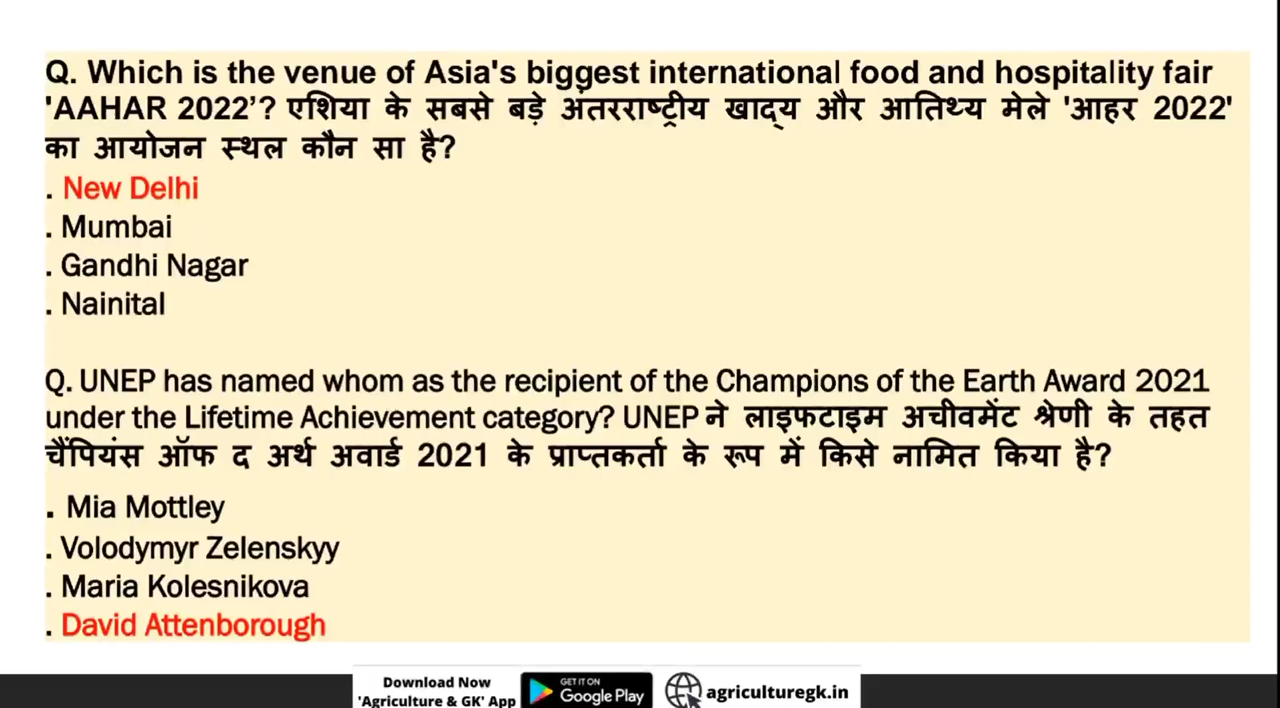 Q. Which is the venue of Asia's biggest international food and hospitality fair
'AAHAR 2022’? एशिया के सबसे बड़े अंतरराष्ट्रीय खाद्य और आतिथ्य मेले 'आहर 2022'
का आयोजन स्थल कौन सा है?
. New Delhi
. Mumbai
. Gandhi Nagar
. Nainital
Q. UNEP has named whom as the recipient of the Champions of the Earth Award 2021
under the Lifetime Achievement category? UNEP ने लाइफटाइम अचीवमेंट श्रेणी के तहत
चैंपियंस ऑफ द अर्थ अवार्ड 2021 के प्राप्तकर्ता के रूप में किसे नामित किया है?
. Mia Mottley
. Volodymyr Zelenskyy
. Maria Kolesnikova
. David Attenborough
Download Now
'Agriculture & GK' App
GET IT ON
Google Play
agriculturegk.in